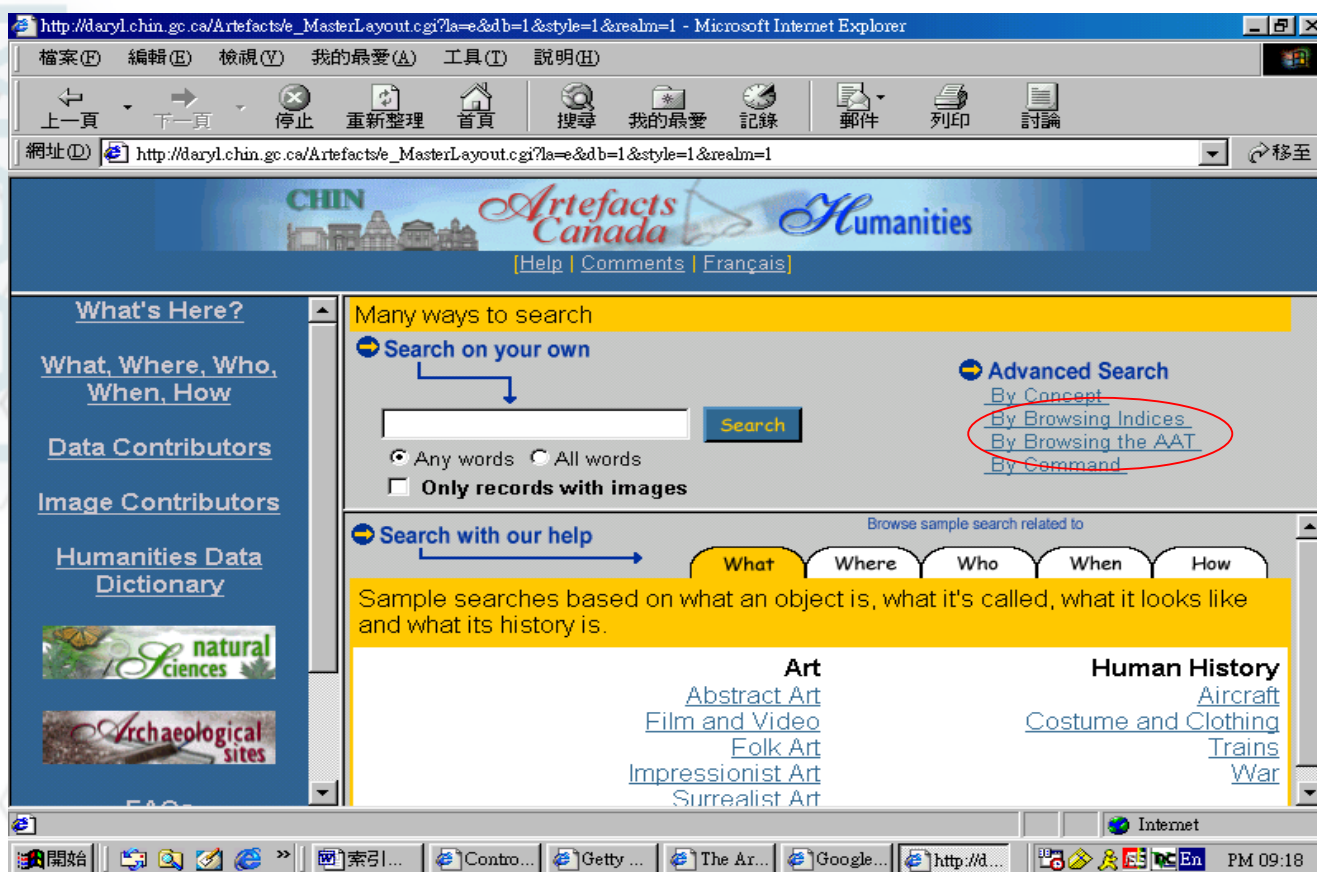 http://daryl.chin.gc.ca/Artefacts/e_MasterLayout.cgi?la=e&db=1&style=1&realm=1 - Microsoft Internet Explorer
檔案(F) 編輯(E) 檢視(V) 我的最愛(A) 工具(T) 說明(H)
上一頁 下一頁 停止 重新整理 首頁 搜尋 我的最愛 記錄 郵件 列印 討論
網址(D) http://daryl.chin.gc.ca/Artefacts/e_MasterLayout.cgi?la=e&db=1&style=1&realm=1 移至
CHIN Artefacts Canada Humanities
[Help | Comments | Français]
What's Here?
What, Where, Who,
When, How
Data Contributors
Image Contributors
Humanities Data
Dictionary
natural
Sciences
Archaeological
sites
FAQs
Many ways to search
Search on your own
Search
Any words All words
Only records with images
Advanced Search
By Concept
By Browsing Indices
By Browsing the AAT
By Command
Search with our help
Browse sample search related to
What Where Who When How
Sample searches based on what an object is, what it's called, what it looks like
and what its history is.
Art
Abstract Art
Film and Video
Folk Art
Impressionist Art
Surrealist Art
Human History
Aircraft
Costume and Clothing
Trains
War
Internet
開始 » 索引... Contro... Getty ... The Ar... Google... http://d... En PM 09:18